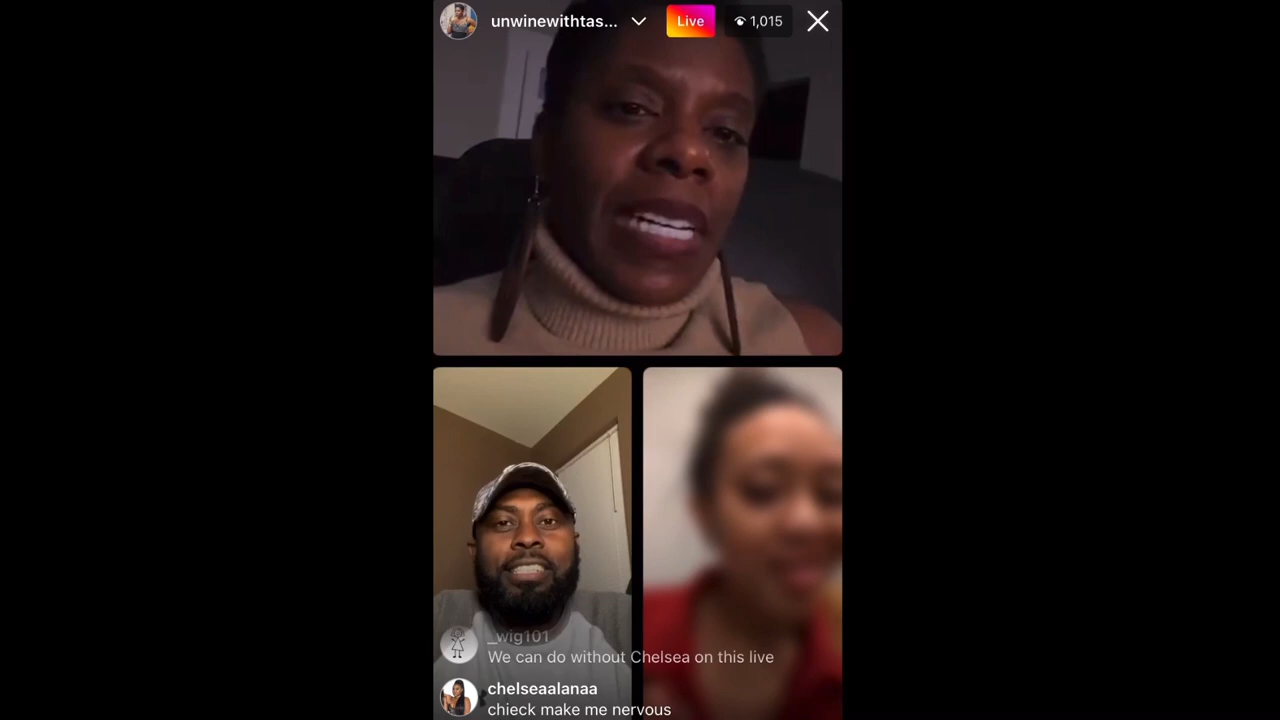 unwinewithtas...
Live
1,015
_wig101
We can do without Chelsea on this live
chelseaalanaa
chieck make me nervous